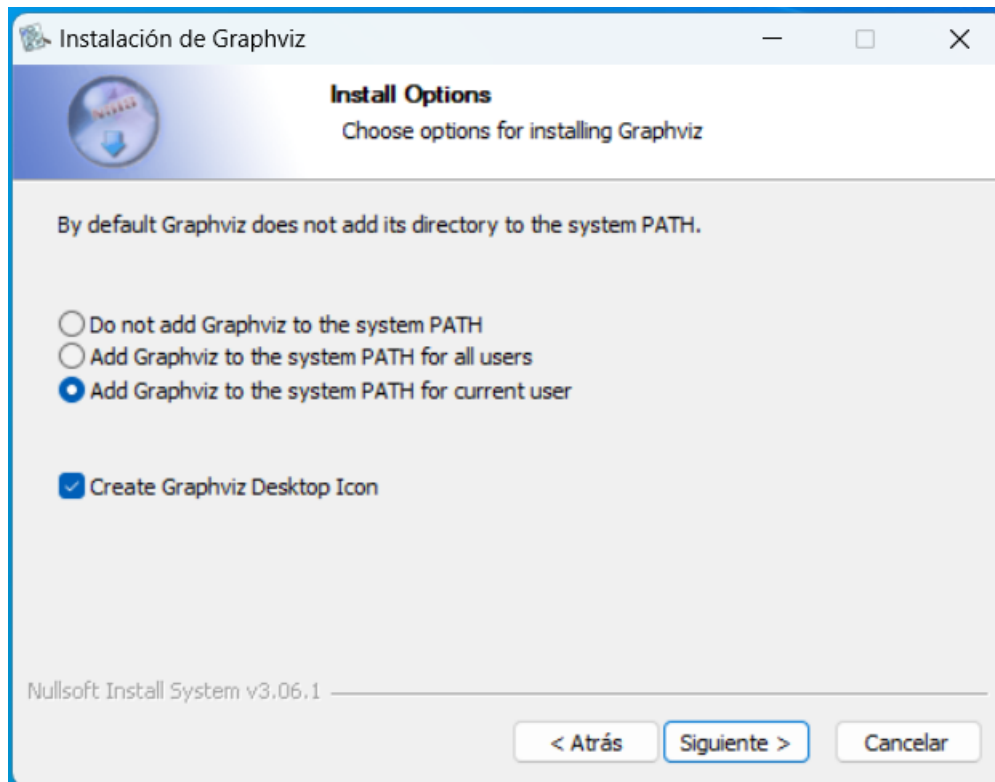 Instalación de Graphviz
Install Options
Choose options for installing Graphviz
By default Graphviz does not add its directory to the system PATH.
Do not add Graphviz to the system PATH
Add Graphviz to the system PATH for all users
Add Graphviz to the system PATH for current user
Create Graphviz Desktop Icon
Nullsoft Install System v3.06.1
< Atrás Siguiente > Cancelar